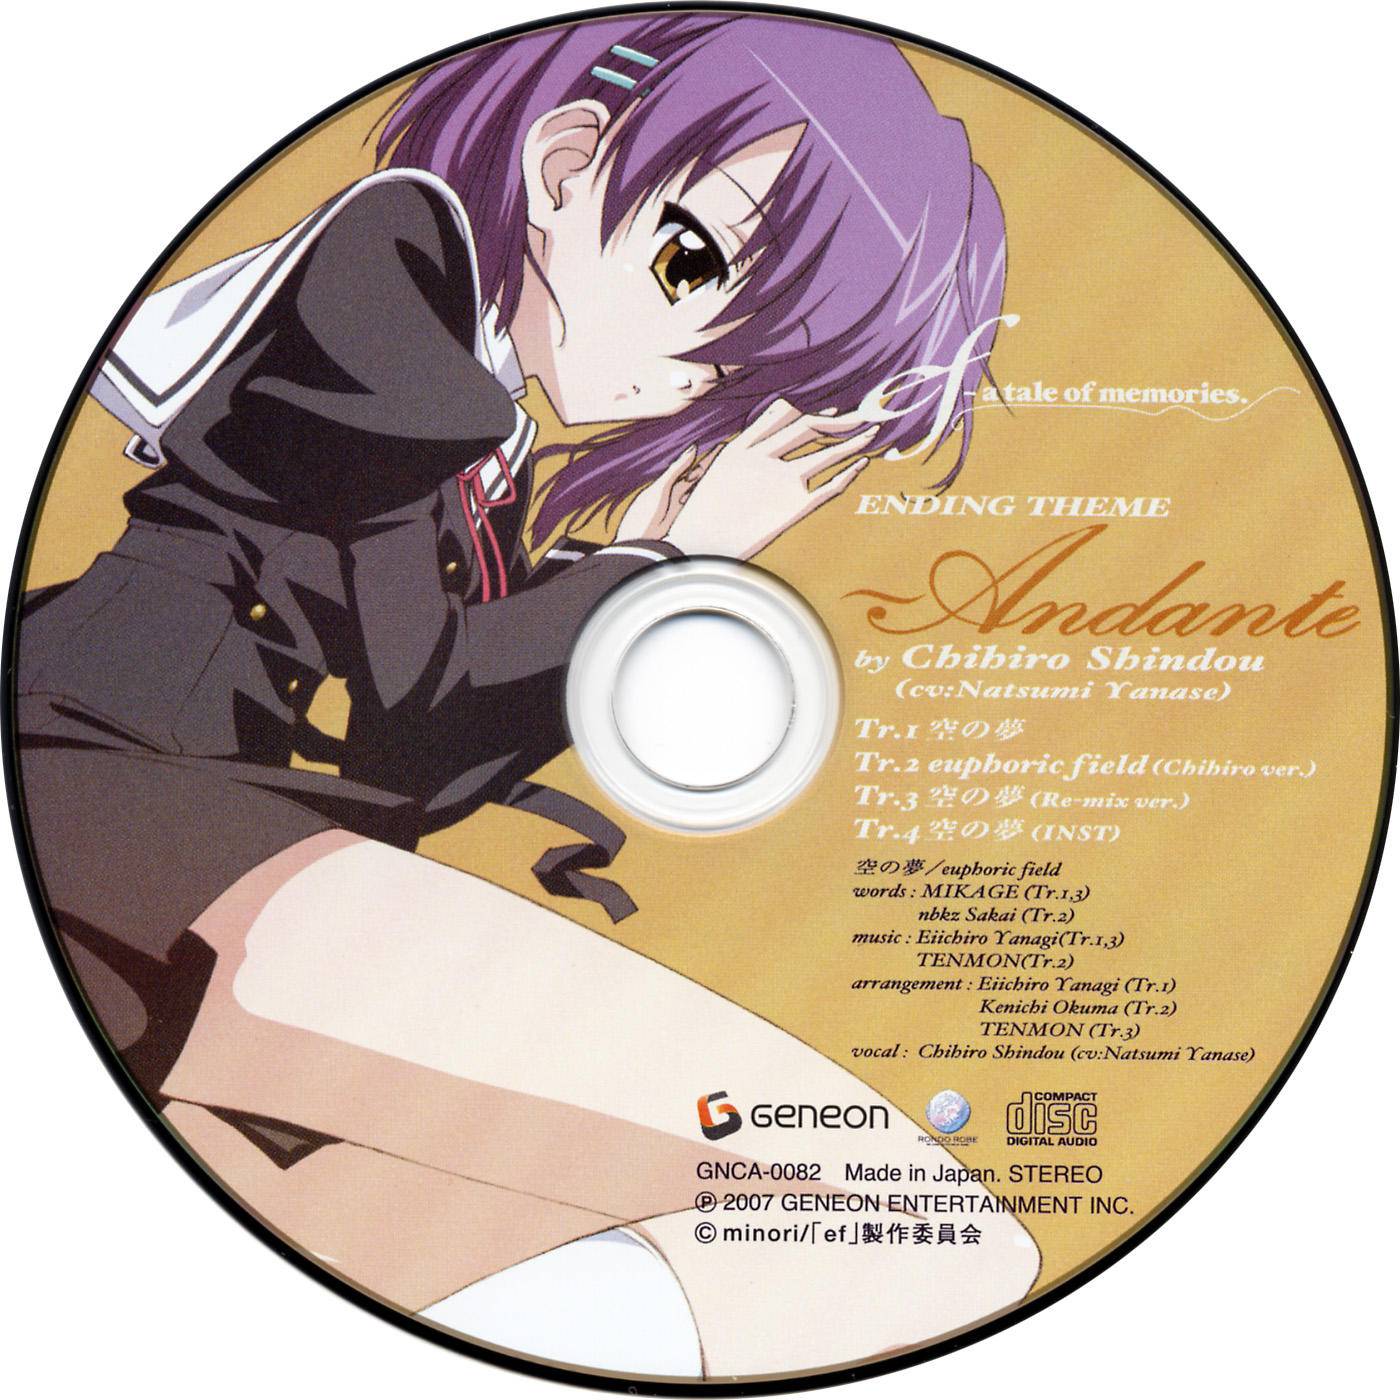 ef - a tale of memories.
ENDING THEME
~Andante
by Chihiro Shindou
(cv:Natsumi Yanase)
Tr.1 空の夢
Tr.2 euphoric field (Chihiro ver.)
Tr.3 空の夢 (Re-mix ver.)
Tr.4 空の夢 (INST)
空の夢/euphoric field
words : MIKAGE (Tr.1,3)
nbkz Sakai (Tr.2)
music : Eiichiro Yanagi(Tr.1,3)
TENMON(Tr.2)
arrangement : Eiichiro Yanagi (Tr.1)
Kenichi Okuma (Tr.2)
TENMON (Tr.3)
vocal : Chihiro Shindou (cv:Natsumi Yanase)
GENEON
RONDO ROBE
COMPACT
disc
DIGITAL AUDIO
GNCA-0082 Made in Japan. STEREO
Ⓟ 2007 GENEON ENTERTAINMENT INC.
© minori/「ef」製作委員会